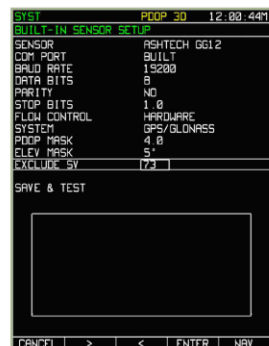 SYST PDOP 3D 12:00:44M
BUILT-IN SENSOR SETUP
SENSOR ASHTECH GG12
COM PORT BUILT
BAUD RATE 19200
DATA BITS 8
PARITY NO
STOP BITS 1.0
FLOW CONTROL HARDWARE
SYSTEM GPS/GLONASS
PDOP MASK 4.0
ELEV MASK 5°
EXCLUDE SV 73
SAVE & TEST
CANCEL > < ENTER NAV